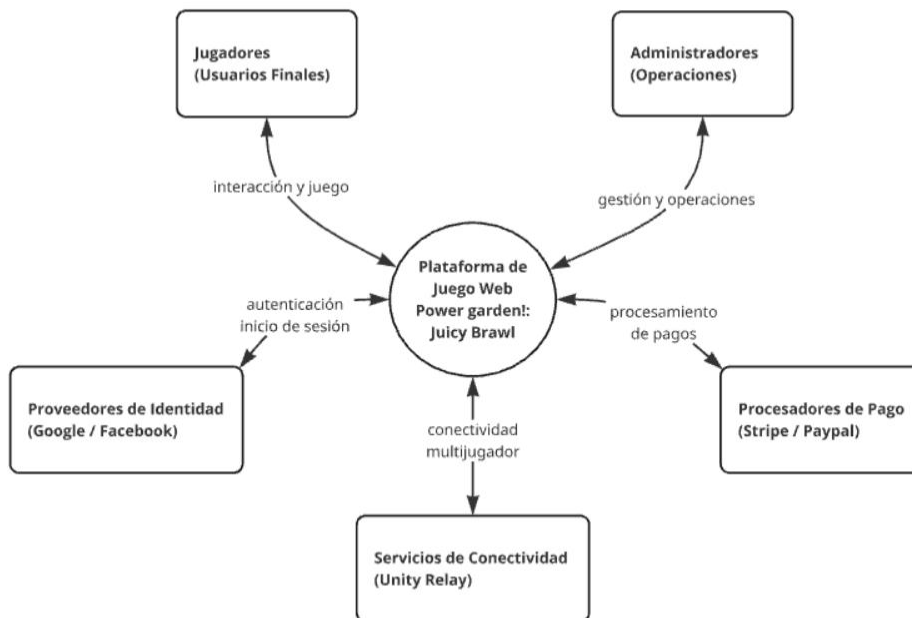 Jugadores
(Usuarios Finales)
Administradores
(Operaciones)
interacción y juego
gestión y operaciones
Plataforma de
Juego Web
Power garden!:
Juicy Brawl
autenticación
inicio de sesión
procesamiento
de pagos
Proveedores de Identidad
(Google / Facebook)
Procesadores de Pago
(Stripe / Paypal)
conectividad
multijugador
Servicios de Conectividad
(Unity Relay)